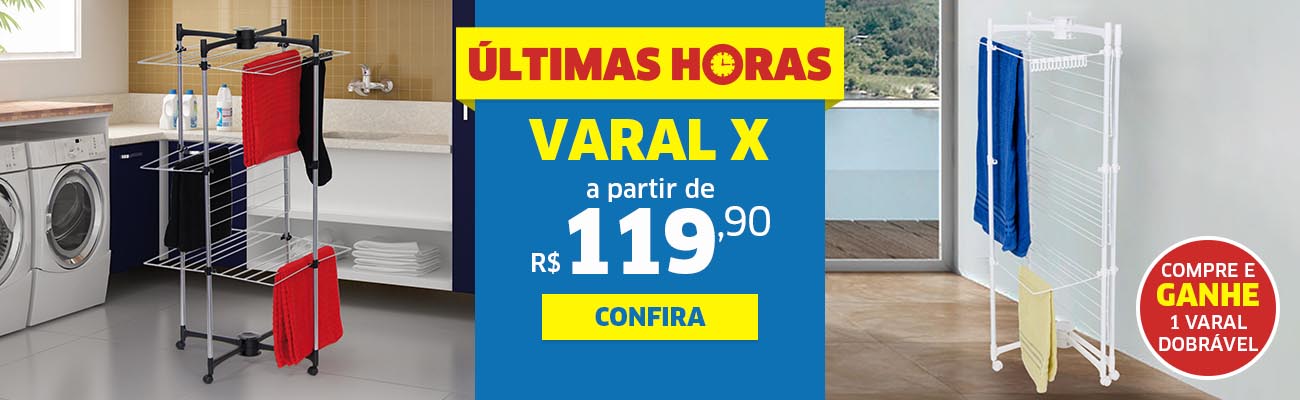 ÚLTIMAS HORAS
VARAL X
a partir de
R$ 119,90
CONFIRA
COMPRE E
GANHE
1 VARAL
DOBRÁVEL